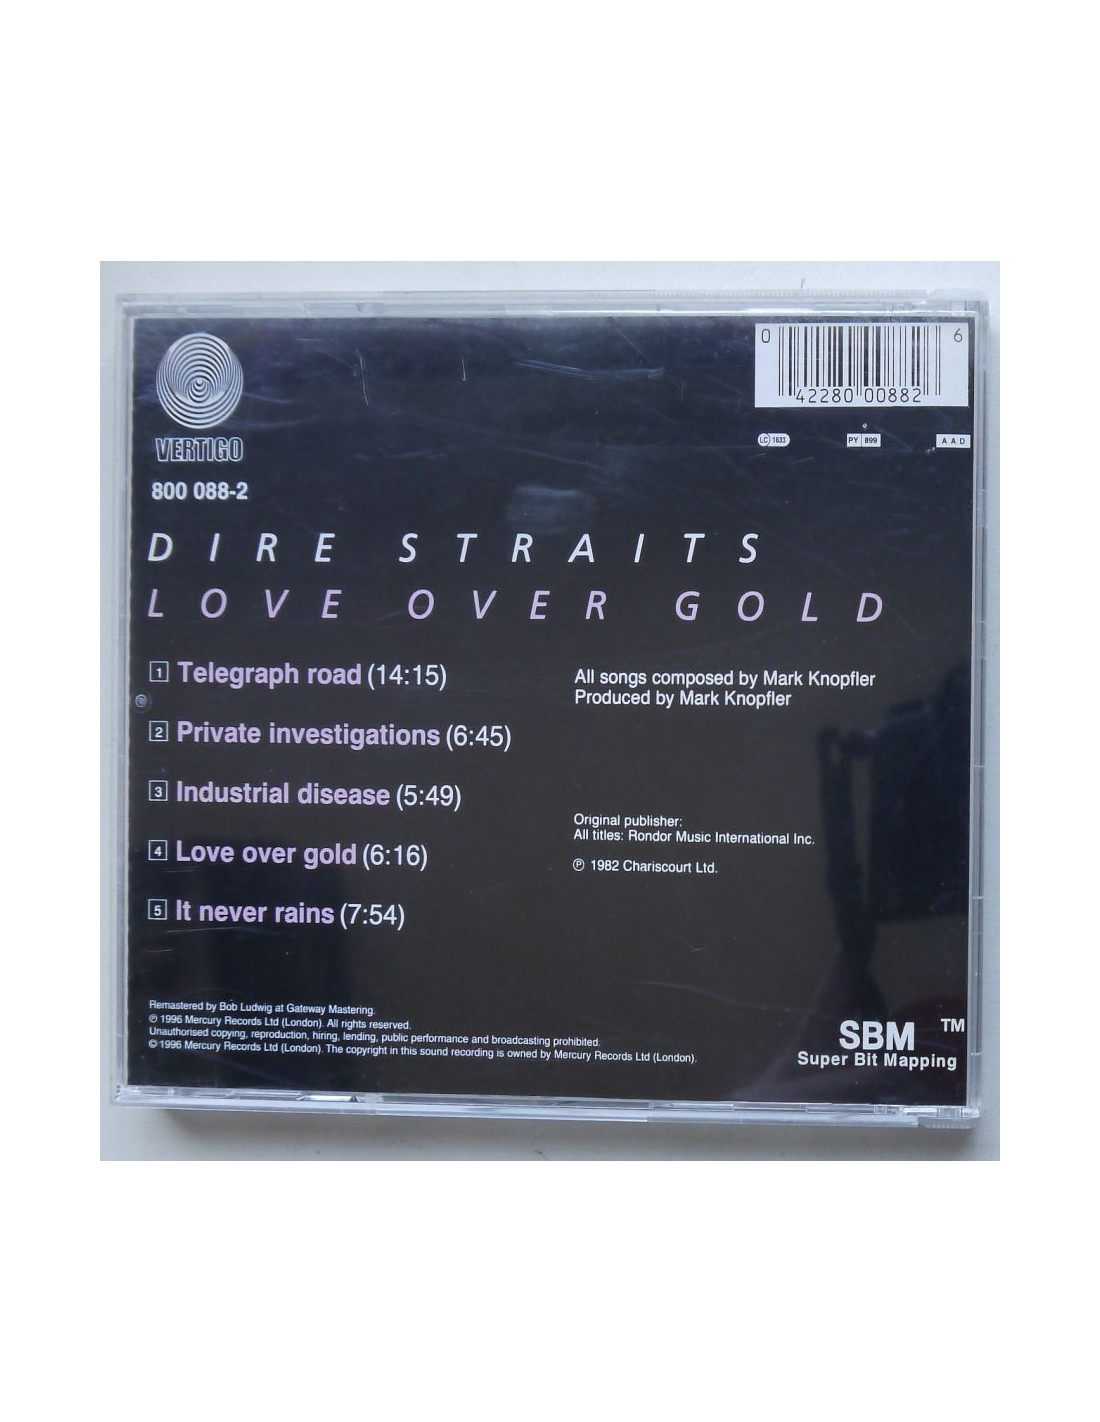 VERTIGO
0 42280 00882 6
LC 1633
PY 899
A A D
800 088-2
DIRE STRAITS
LOVE OVER GOLD
1 Telegraph road (14:15)
2 Private investigations (6:45)
3 Industrial disease (5:49)
4 Love over gold (6:16)
5 It never rains (7:54)
All songs composed by Mark Knopfler
Produced by Mark Knopfler
Original publisher:
All titles: Rondor Music International Inc.
℗ 1982 Chariscourt Ltd.
Remastered by Bob Ludwig at Gateway Mastering.
℗ 1996 Mercury Records Ltd (London). All rights reserved.
Unauthorised copying, reproduction, hiring, lending, public performance and broadcasting prohibited.
© 1996 Mercury Records Ltd (London). The copyright in this sound recording is owned by Mercury Records Ltd (London).
SBM TM
Super Bit Mapping